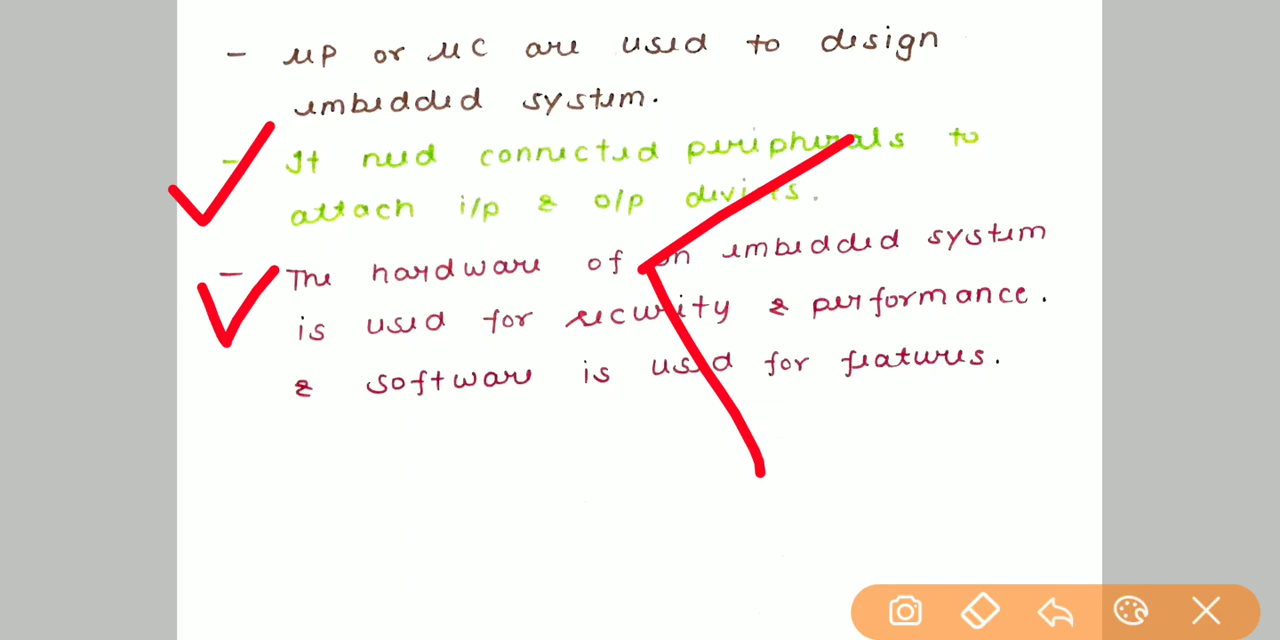 - μP or μC are used to design
embedded system.
- It need connected peripherals to
attach i/p & o/p devices.
- The hardware of an embedded system
is used for security & performance.
& software is used for features.